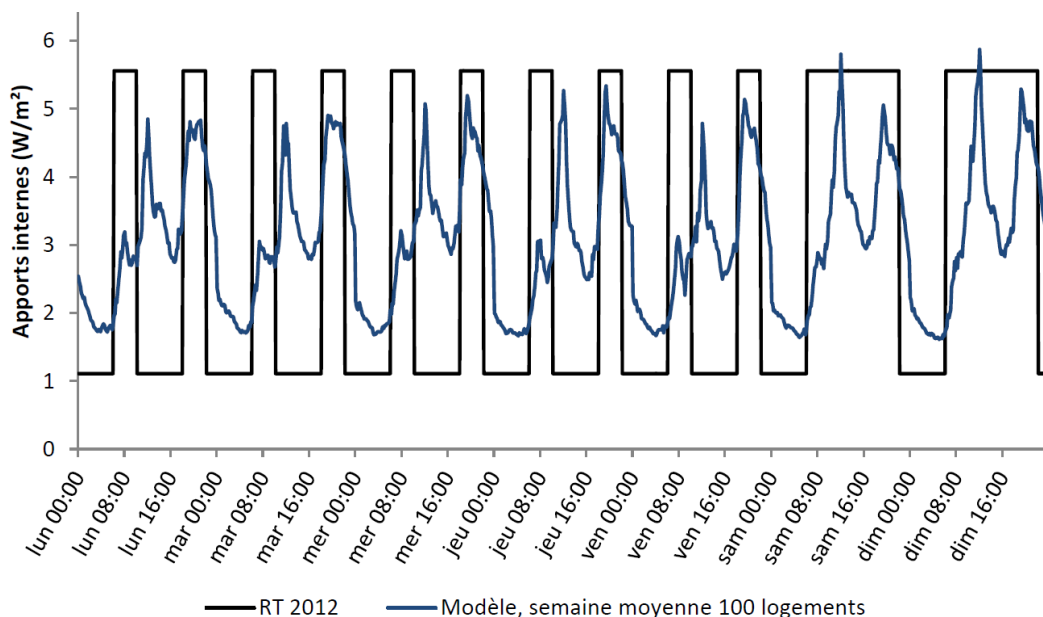 Apports internes (W/m²)
6
5
4
3
2
1
0
lun 00:00
lun 08:00
lun 16:00
mar 00:00
mar 08:00
mar 16:00
mer 00:00
mer 08:00
mer 16:00
jeu 00:00
jeu 08:00
jeu 16:00
ven 00:00
ven 08:00
ven 16:00
sam 00:00
sam 08:00
sam 16:00
dim 00:00
dim 08:00
dim 16:00
RT 2012
Modèle, semaine moyenne 100 logements